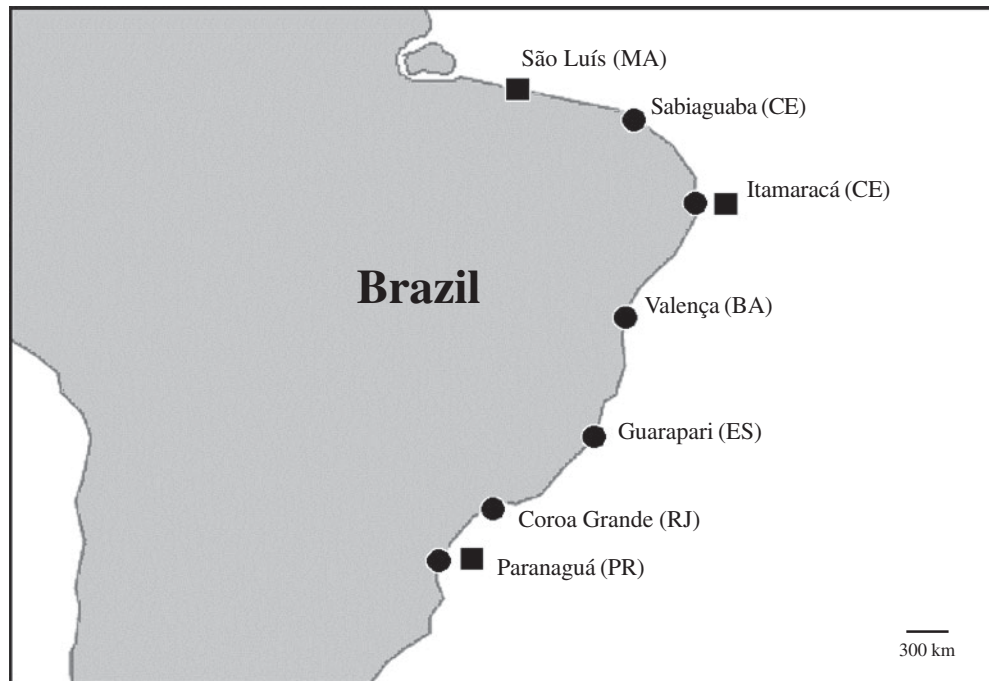 São Luís (MA)
Sabiaguaba (CE)
Itamaracá (CE)
Brazil
Valença (BA)
Guarapari (ES)
Coroa Grande (RJ)
Paranaguá (PR)
300 km